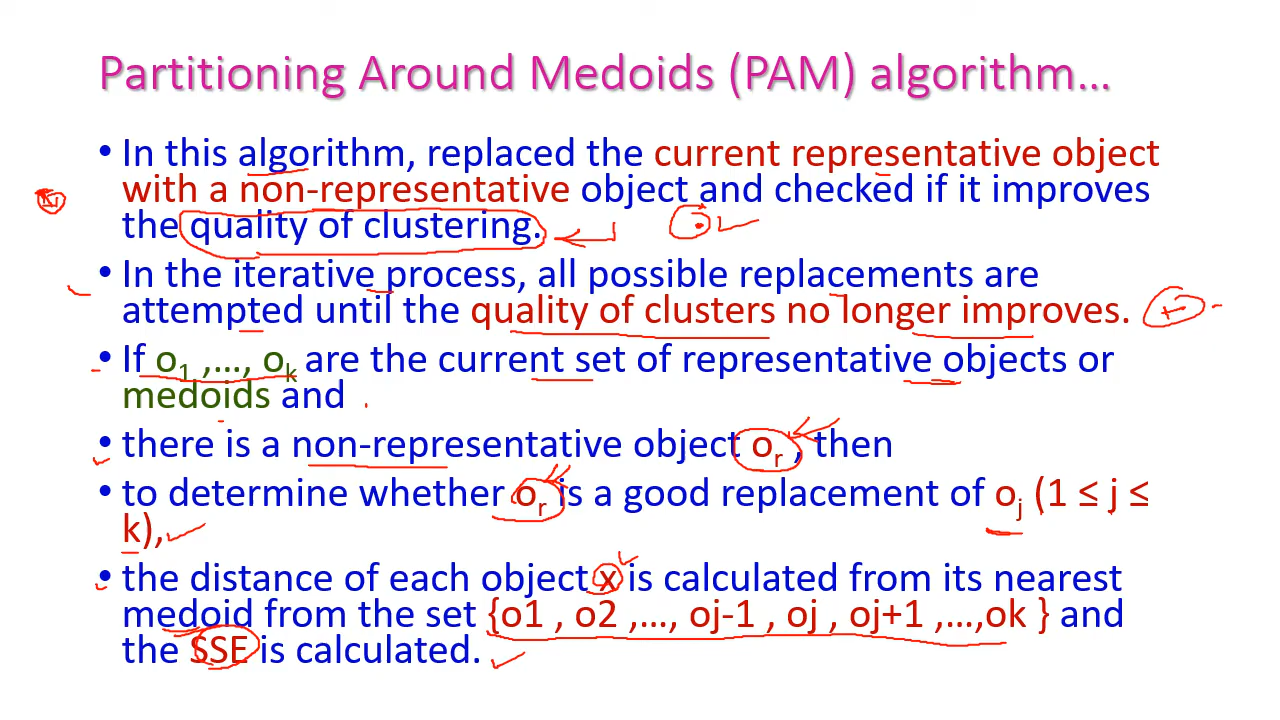 Partitioning Around Medoids (PAM) algorithm…
• In this algorithm, replaced the current representative object
with a non-representative object and checked if it improves
the quality of clustering.
• In the iterative process, all possible replacements are
attempted until the quality of clusters no longer improves.
• If o1 ,…, ok are the current set of representative objects or
medoids and
• there is a non-representative object or , then
• to determine whether or is a good replacement of oj (1 ≤ j ≤
k),
• the distance of each object x is calculated from its nearest
medoid from the set {o1 , o2 ,…, oj-1 , oj , oj+1 ,…,ok } and
the SSE is calculated.